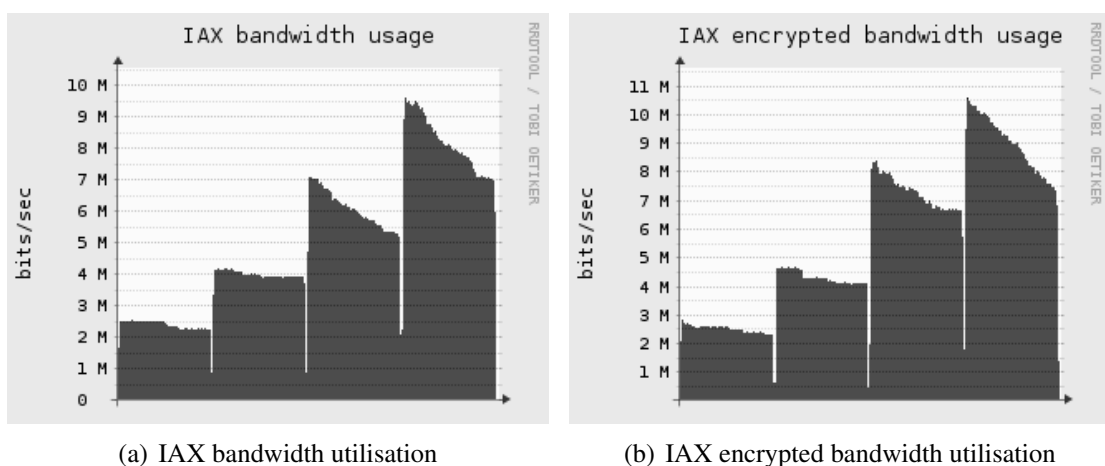 IAX bandwidth usage
RRDTOOL / TOBI OETIKER
bits/sec
10 M
9 M
8 M
7 M
6 M
5 M
4 M
3 M
2 M
1 M
0
(a) IAX bandwidth utilisation
IAX encrypted bandwidth usage
RRDTOOL / TOBI OETIKER
bits/sec
11 M
10 M
9 M
8 M
7 M
6 M
5 M
4 M
3 M
2 M
1 M
(b) IAX encrypted bandwidth utilisation